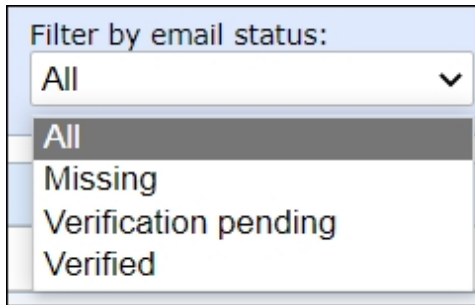 Filter by email status:
All
All
Missing
Verification pending
Verified